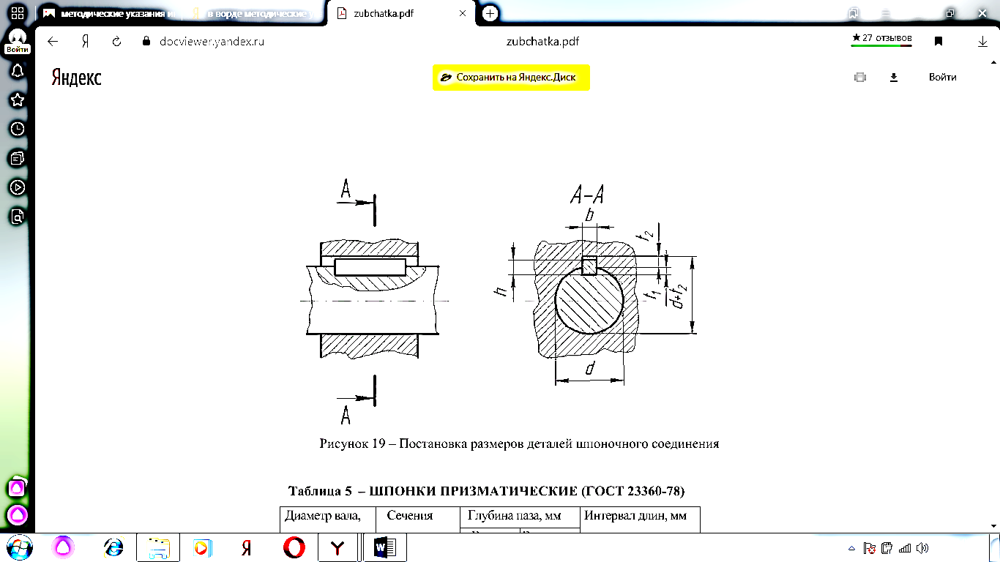 методические указания и
в ворде методические у
zubchatka.pdf
Войти
Я
docviewer.yandex.ru
zubchatka.pdf
★ 27 отзывов
Яндекс
Сохранить на Яндекс.Диск
Войти
А
А–А
b
t2
h
t1
d+t2
d
А
Рисунок 19 – Постановка размеров деталей шпоночного соединения
Таблица 5 – ШПОНКИ ПРИЗМАТИЧЕСКИЕ (ГОСТ 23360-78)
Диаметр вала,
Сечения
Глубина паза, мм
Интервал длин, мм